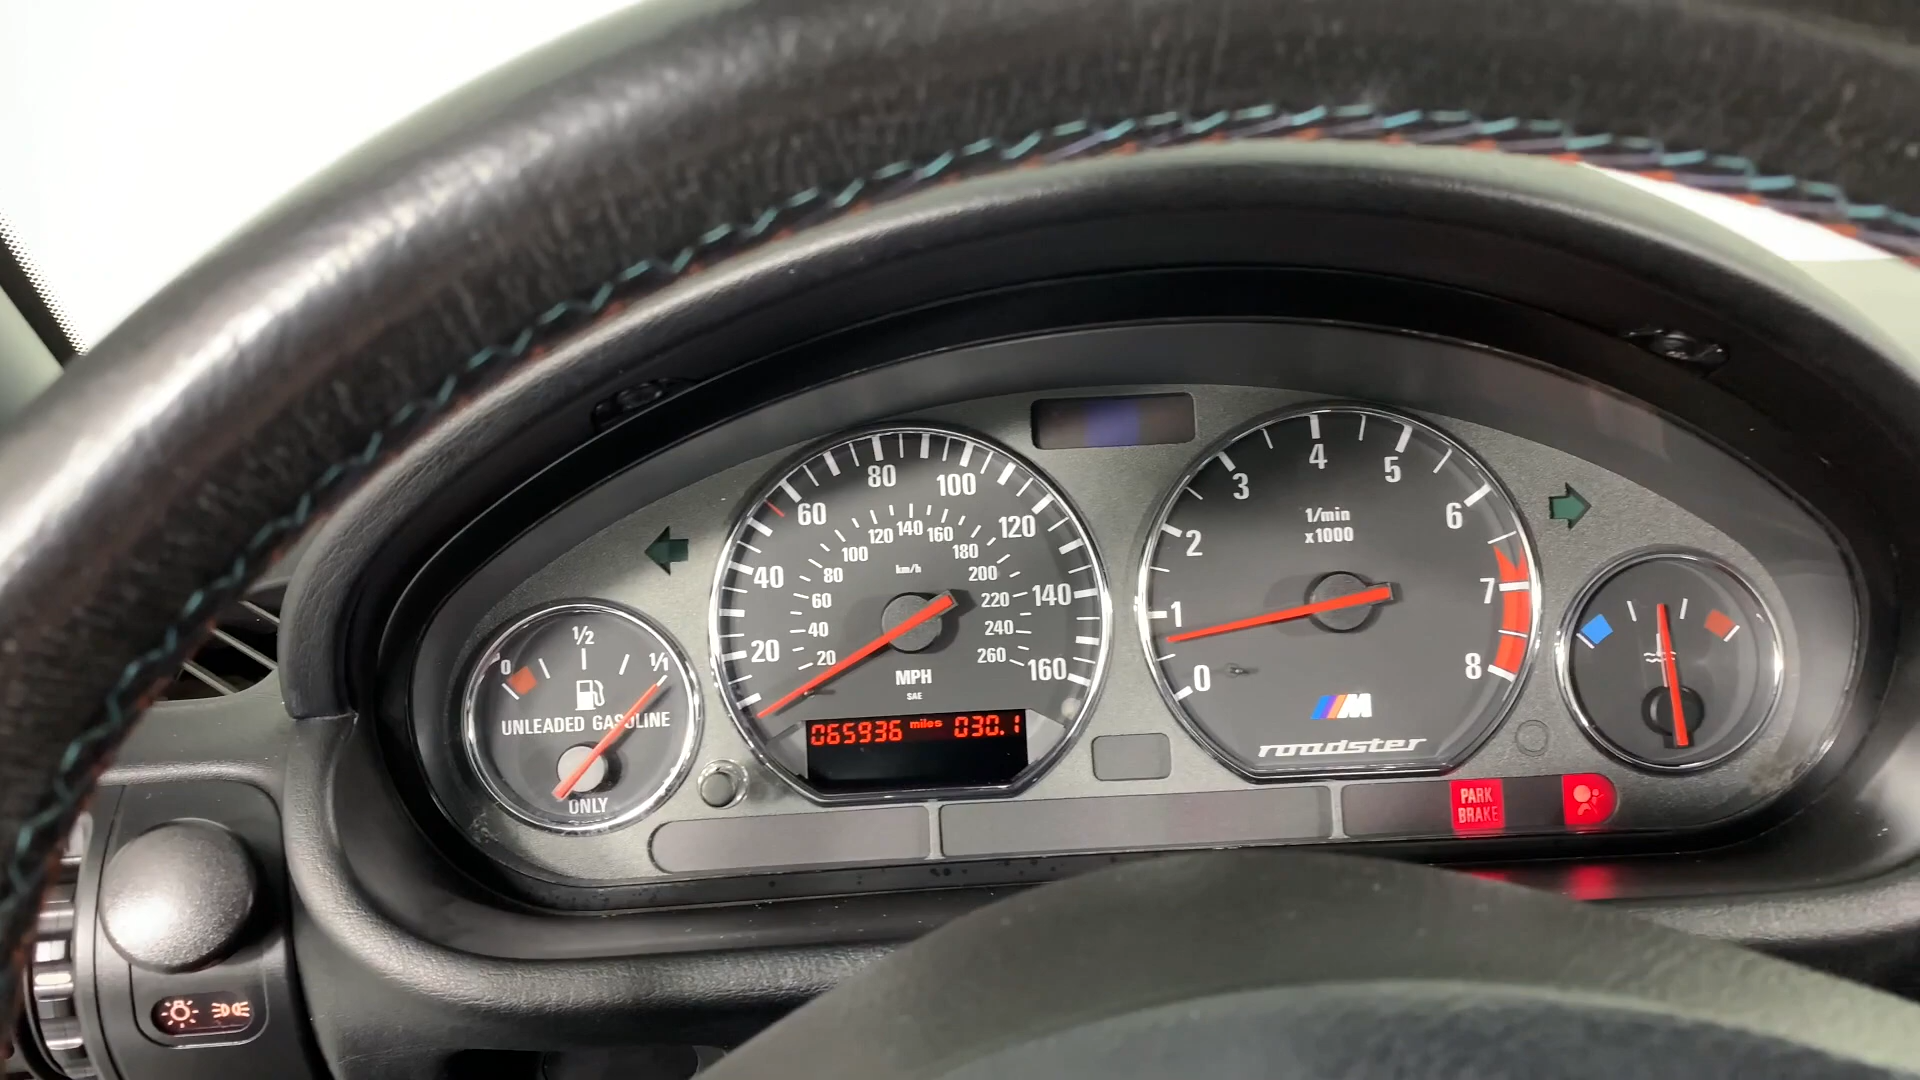 0
1/2
1/1
UNLEADED GASOLINE
ONLY
20
40
60
80
100
120
140
160
20
40
60
80
100
120
140
160
180
200
220
240
260
km/h
MPH
SAE
065936 miles 030.1
0
1
2
3
4
5
6
7
8
1/min
x1000
M
roadster
PARK
BRAKE